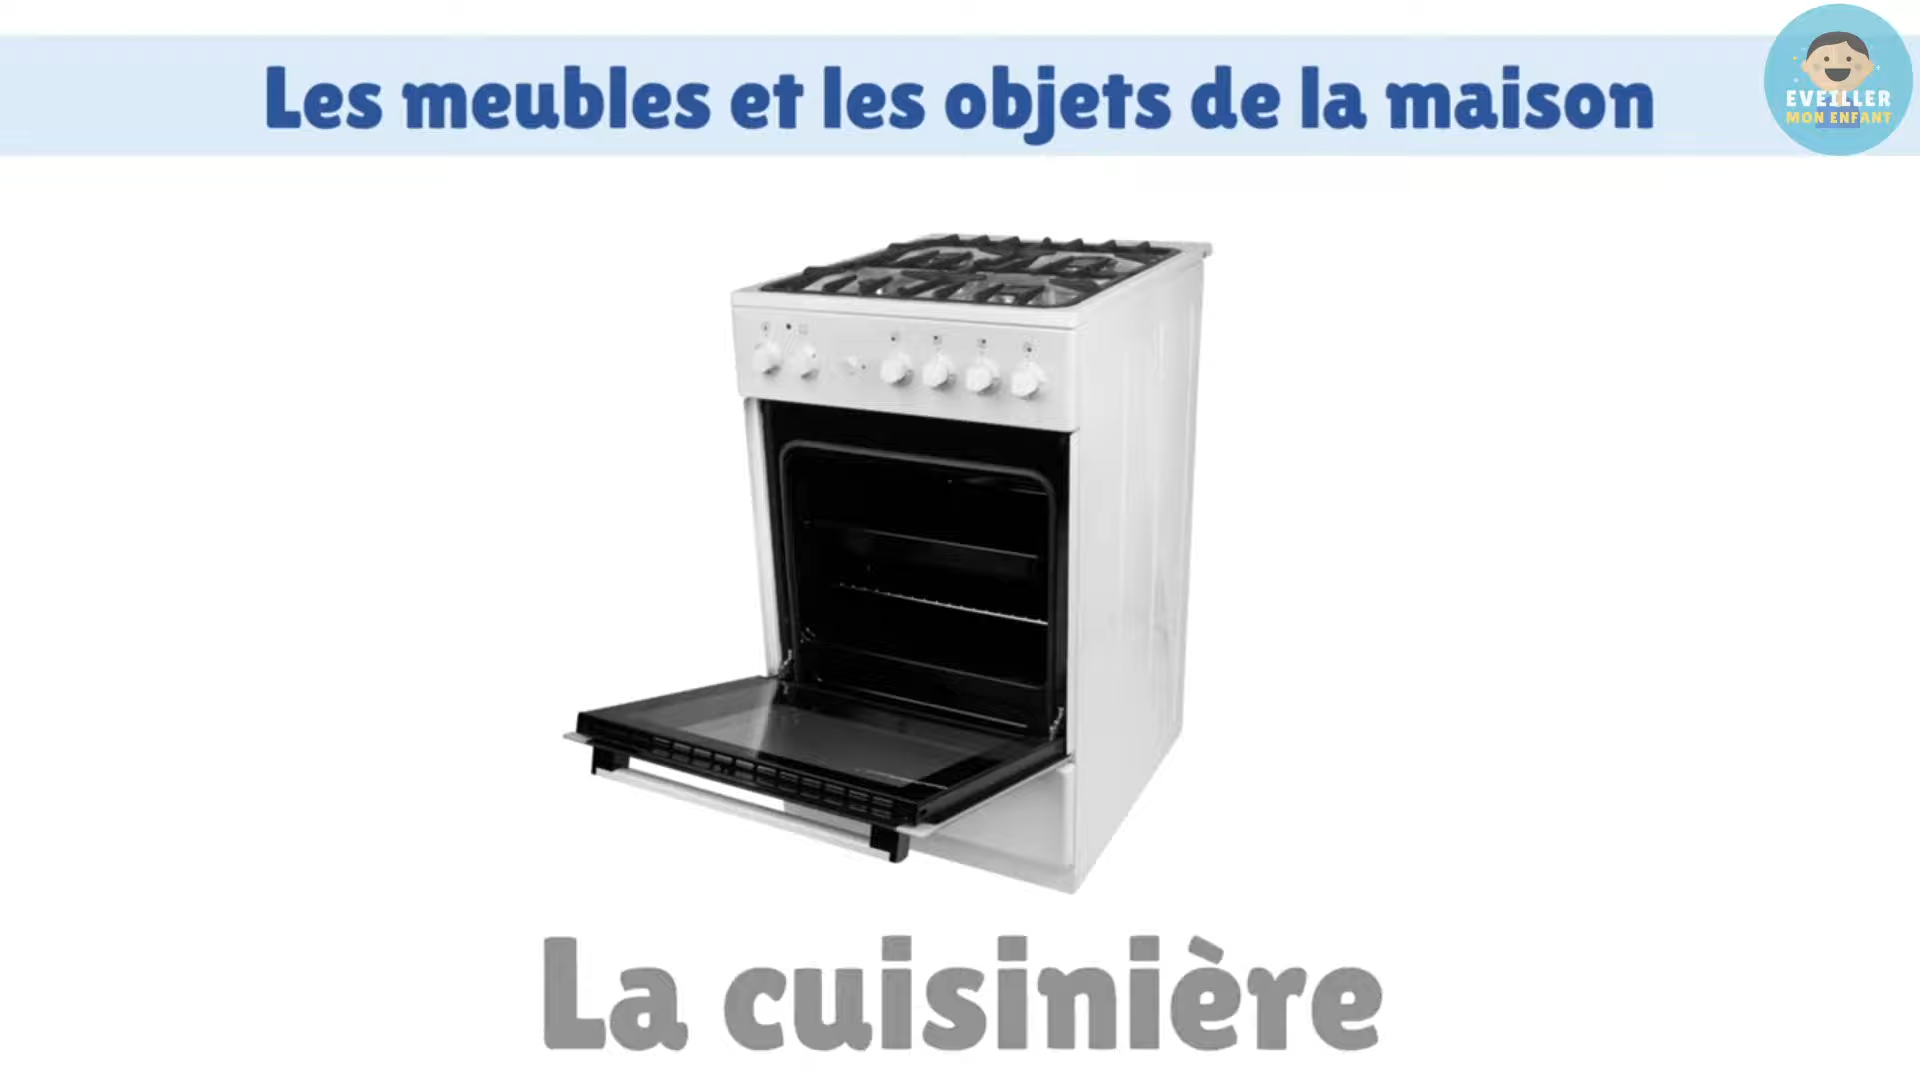 Les meubles et les objets de la maison
EVEILLER
MON ENFANT
La cuisinière